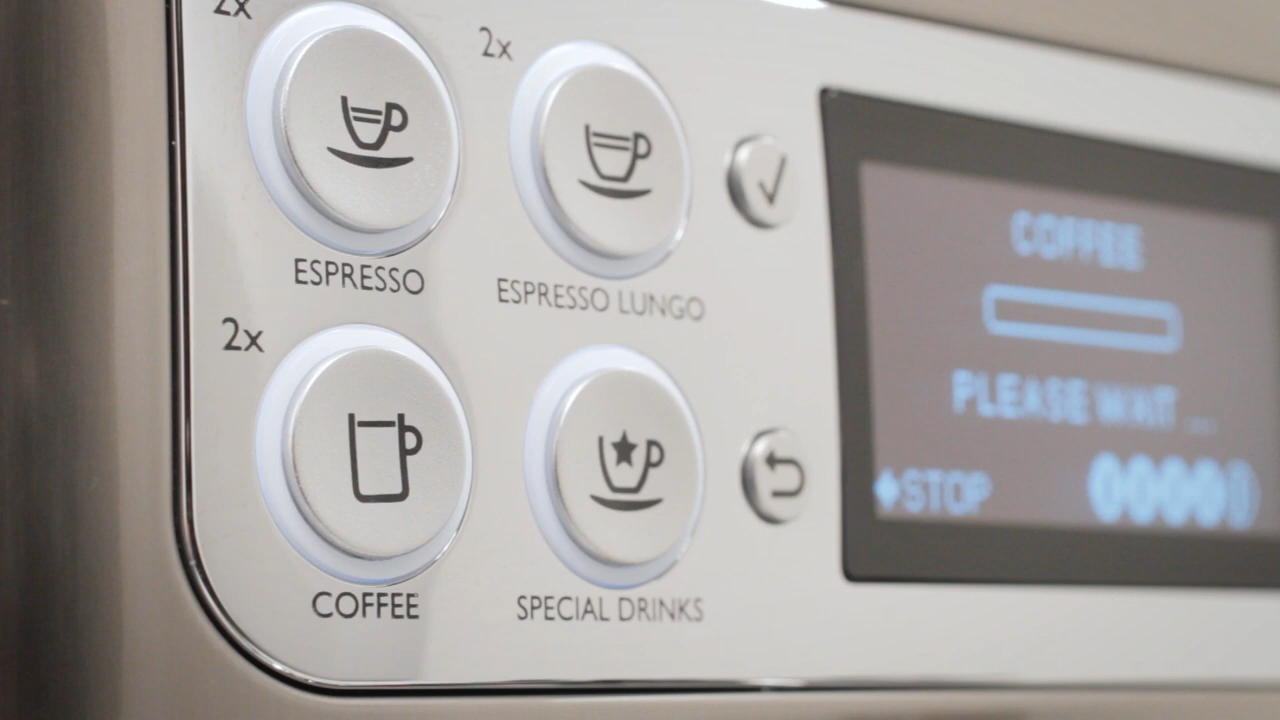 2x
2x
ESPRESSO
ESPRESSO LUNGO
2x
COFFEE
SPECIAL DRINKS
COFFEE
PLEASE WAIT ...
STOP